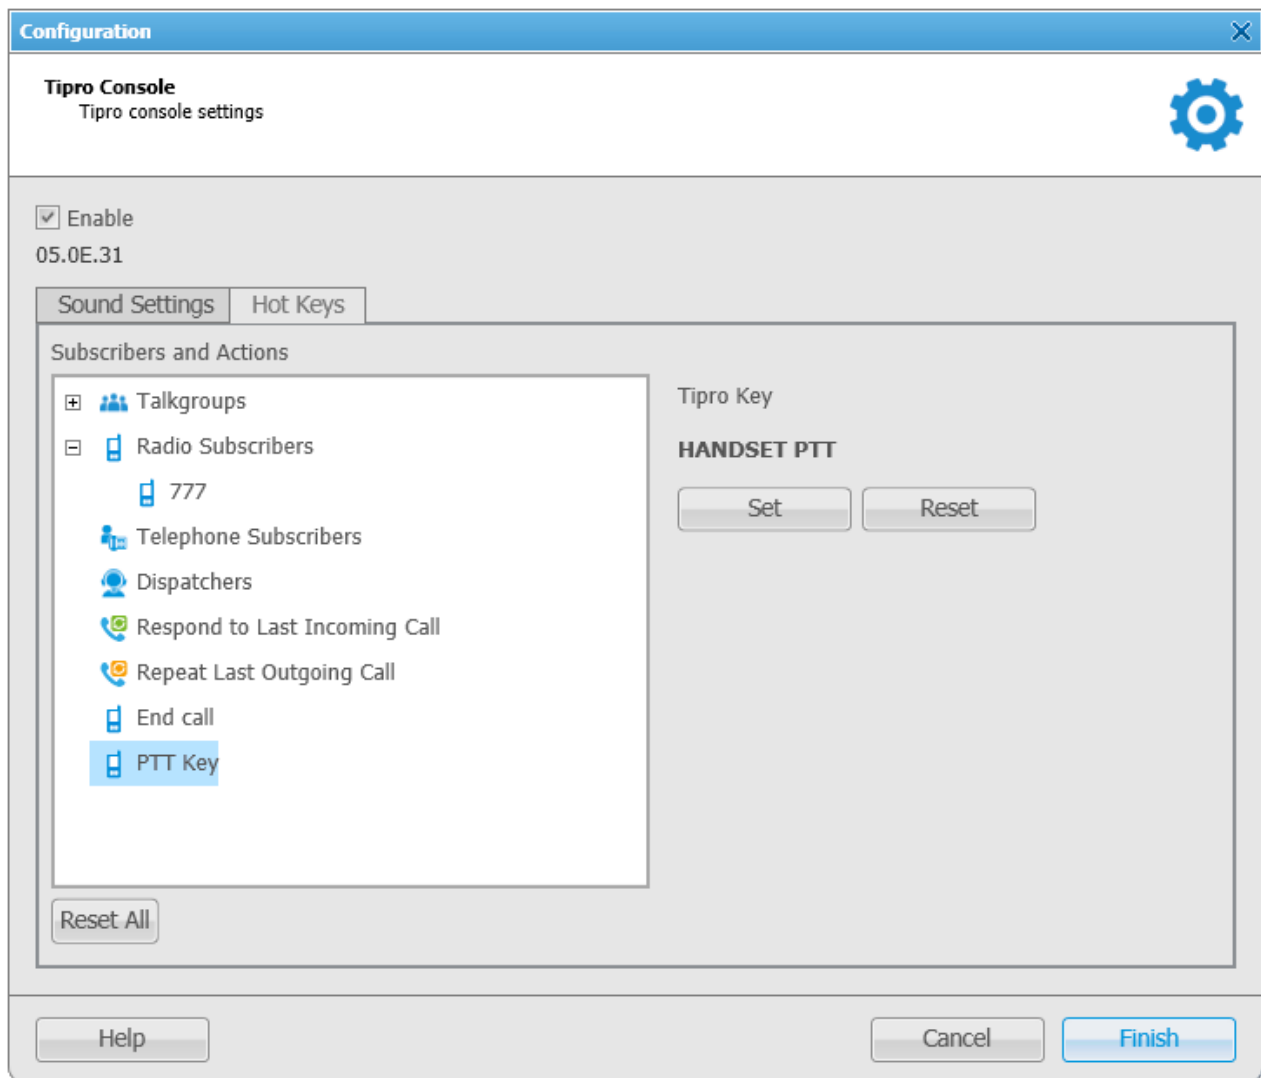 Configuration
Tipro Console
Tipro console settings
Enable
05.0E.31
Sound Settings
Hot Keys
Subscribers and Actions
Talkgroups
Radio Subscribers
777
Telephone Subscribers
Dispatchers
Respond to Last Incoming Call
Repeat Last Outgoing Call
End call
PTT Key
Tipro Key
HANDSET PTT
Set
Reset
Reset All
Help
Cancel
Finish